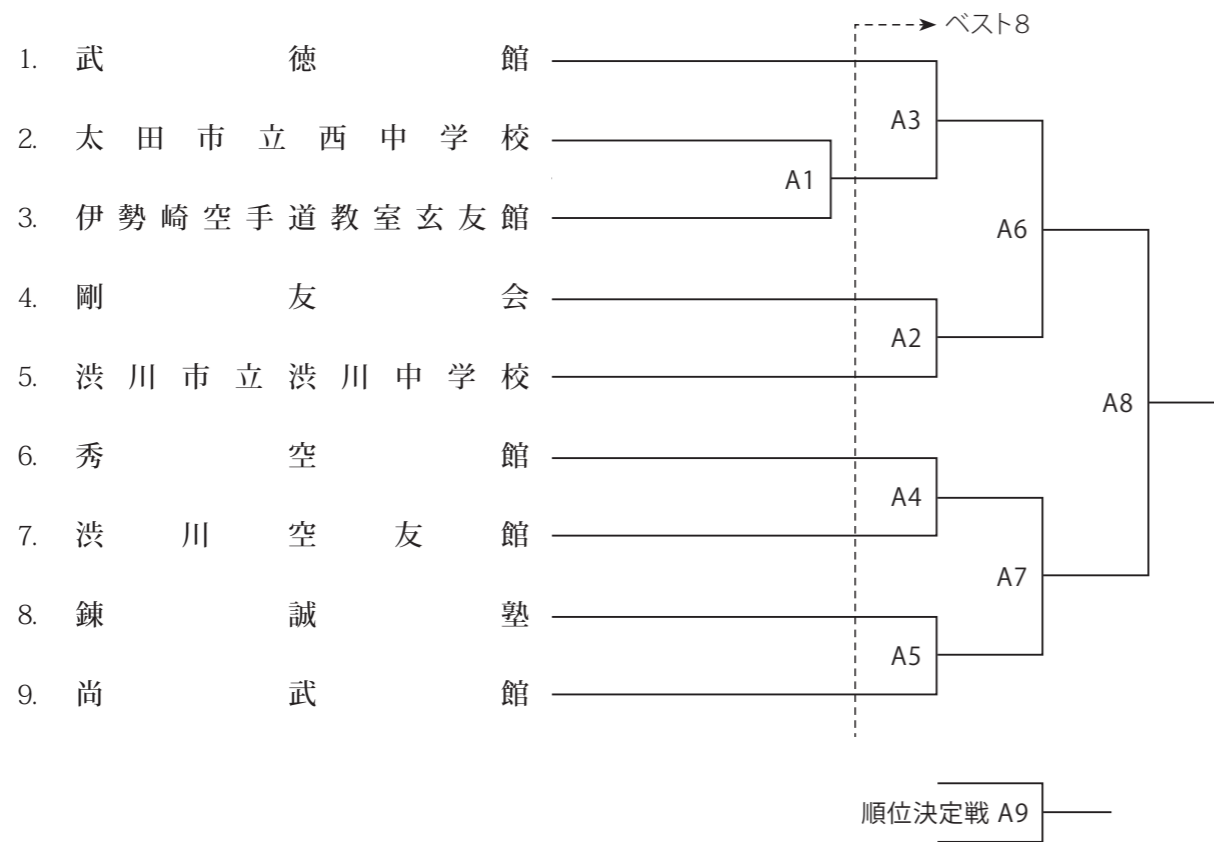 ベスト8
1. 武徳館
2. 太田市立西中学校
3. 伊勢崎空手道教室玄友館
4. 剛友会
5. 渋川市立渋川中学校
6. 秀空館
7. 渋川空友館
8. 錬誠塾
9. 尚武館
A1
A3
A2
A4
A5
A6
A7
A8
順位決定戦 A9